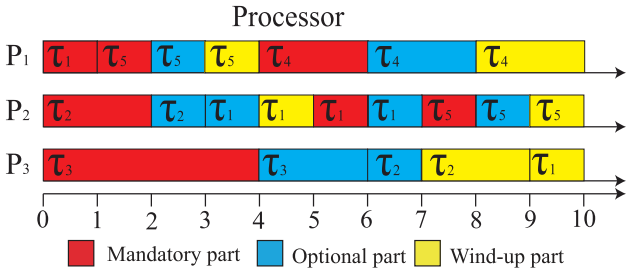 Processor
P1 τ1 τ5 τ5 τ5 τ4 τ4 τ4
P2 τ2 τ2 τ1 τ1 τ1 τ1 τ5 τ5 τ5
P3 τ3 τ3 τ2 τ2 τ1
0 1 2 3 4 5 6 7 8 9 10
Mandatory part Optional part Wind-up part